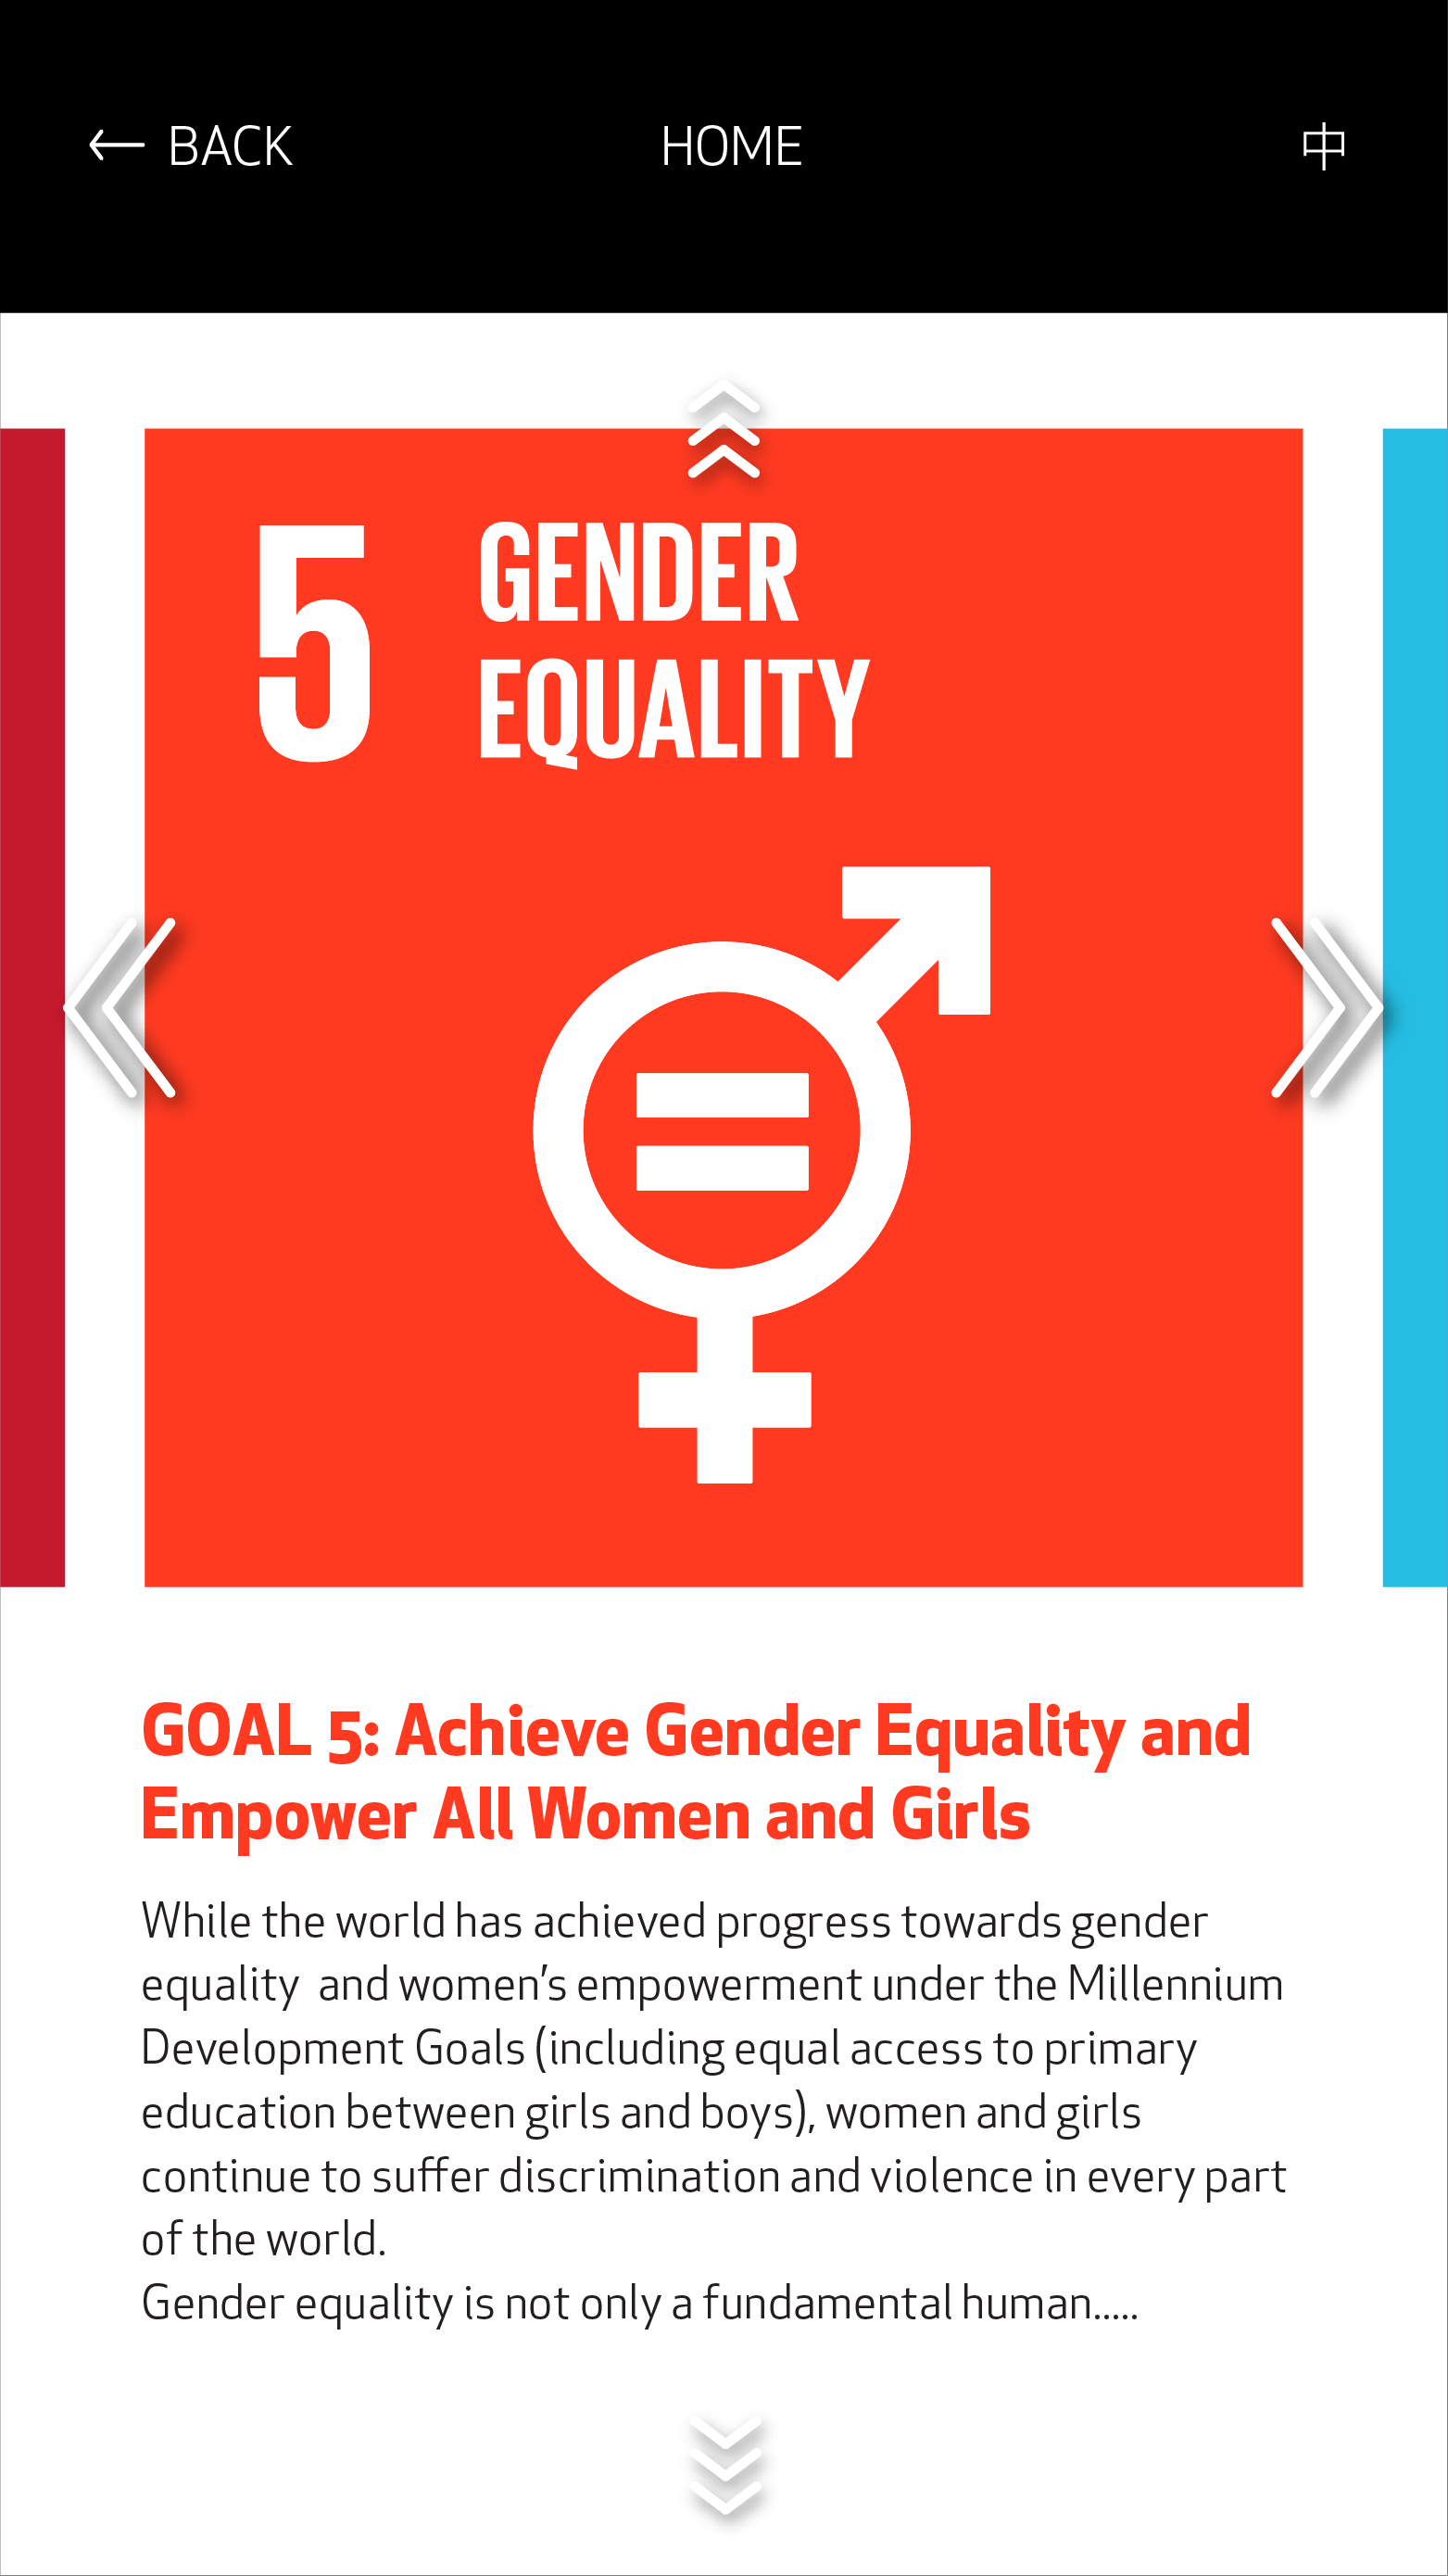 ← BACK
HOME
中
5
GENDER
EQUALITY
GOAL 5: Achieve Gender Equality and
Empower All Women and Girls
While the world has achieved progress towards gender
equality  and women’s empowerment under the Millennium
Development Goals (including equal access to primary
education between girls and boys), women and girls
continue to suffer discrimination and violence in every part
of the world.
Gender equality is not only a fundamental human.....